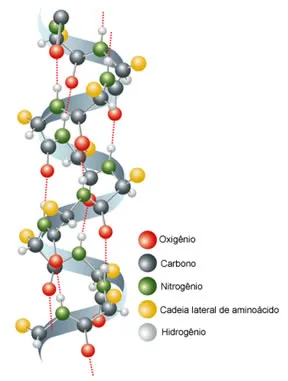 Oxigênio
Carbono
Nitrogênio
Cadeia lateral de aminoácido
Hidrogênio